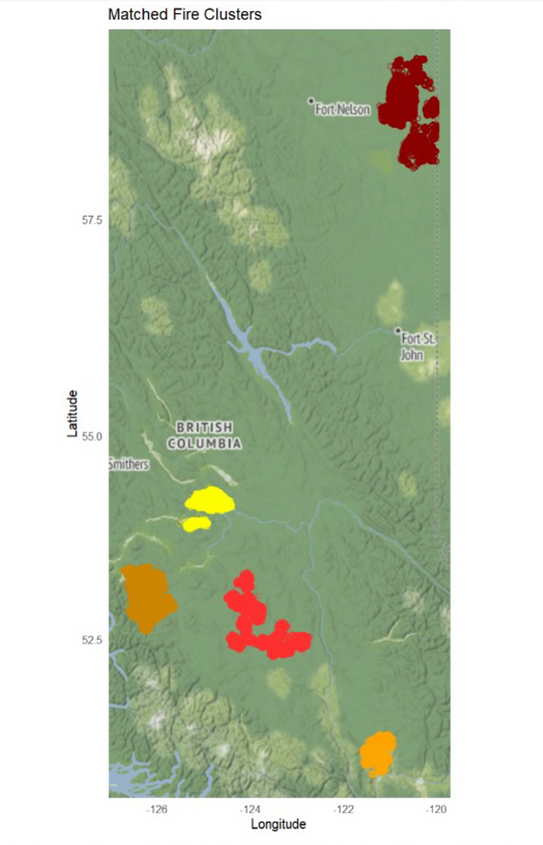 Matched Fire Clusters
Fort Nelson
57.5
Fort St.
John
Latitude
55.0
BRITISH
COLUMBIA
Smithers
52.5
-126
-124
-122
-120
Longitude